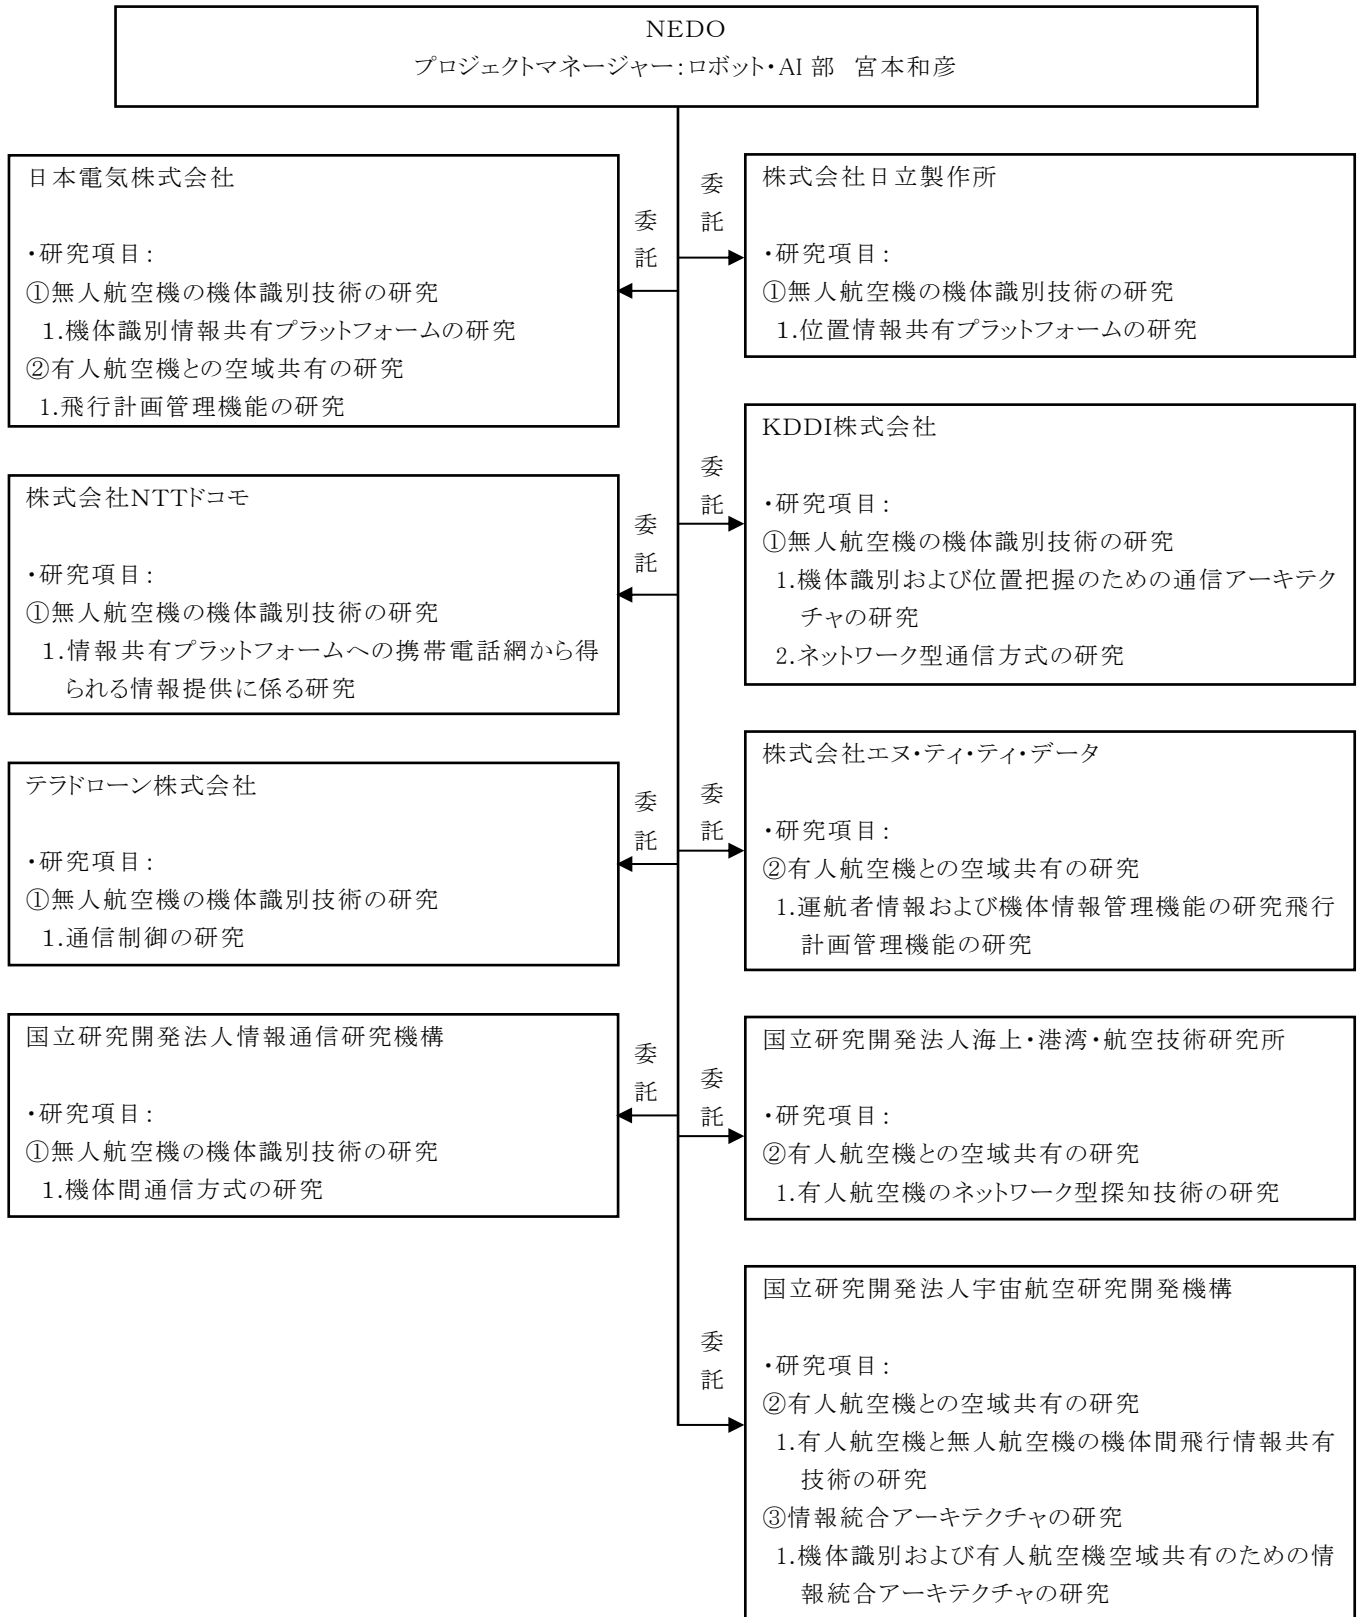 NEDO
プロジェクトマネージャー：ロボット・AI 部　宮本和彦
日本電気株式会社
・研究項目：
①無人航空機の機体識別技術の研究
1.機体識別情報共有プラットフォームの研究
②有人航空機との空域共有の研究
1.飛行計画管理機能の研究
委
託
委
託
株式会社日立製作所
・研究項目：
①無人航空機の機体識別技術の研究
1.位置情報共有プラットフォームの研究
株式会社NTTドコモ
・研究項目：
①無人航空機の機体識別技術の研究
1.情報共有プラットフォームへの携帯電話網から得
られる情報提供に係る研究
委
託
委
託
KDDI株式会社
・研究項目：
①無人航空機の機体識別技術の研究
1.機体識別および位置把握のための通信アーキテク
チャの研究
2.ネットワーク型通信方式の研究
テラドローン株式会社
・研究項目：
①無人航空機の機体識別技術の研究
1.通信制御の研究
委
託
委
託
株式会社エヌ・ティ・ティ・データ
・研究項目：
②有人航空機との空域共有の研究
1.運航者情報および機体情報管理機能の研究飛行
計画管理機能の研究
国立研究開発法人情報通信研究機構
・研究項目：
①無人航空機の機体識別技術の研究
1.機体間通信方式の研究
委
託
委
託
国立研究開発法人海上・港湾・航空技術研究所
・研究項目：
②有人航空機との空域共有の研究
1.有人航空機のネットワーク型探知技術の研究
委
託
国立研究開発法人宇宙航空研究開発機構
・研究項目：
②有人航空機との空域共有の研究
1.有人航空機と無人航空機の機体間飛行情報共有
技術の研究
③情報統合アーキテクチャの研究
1.機体識別および有人航空機空域共有のための情
報統合アーキテクチャの研究